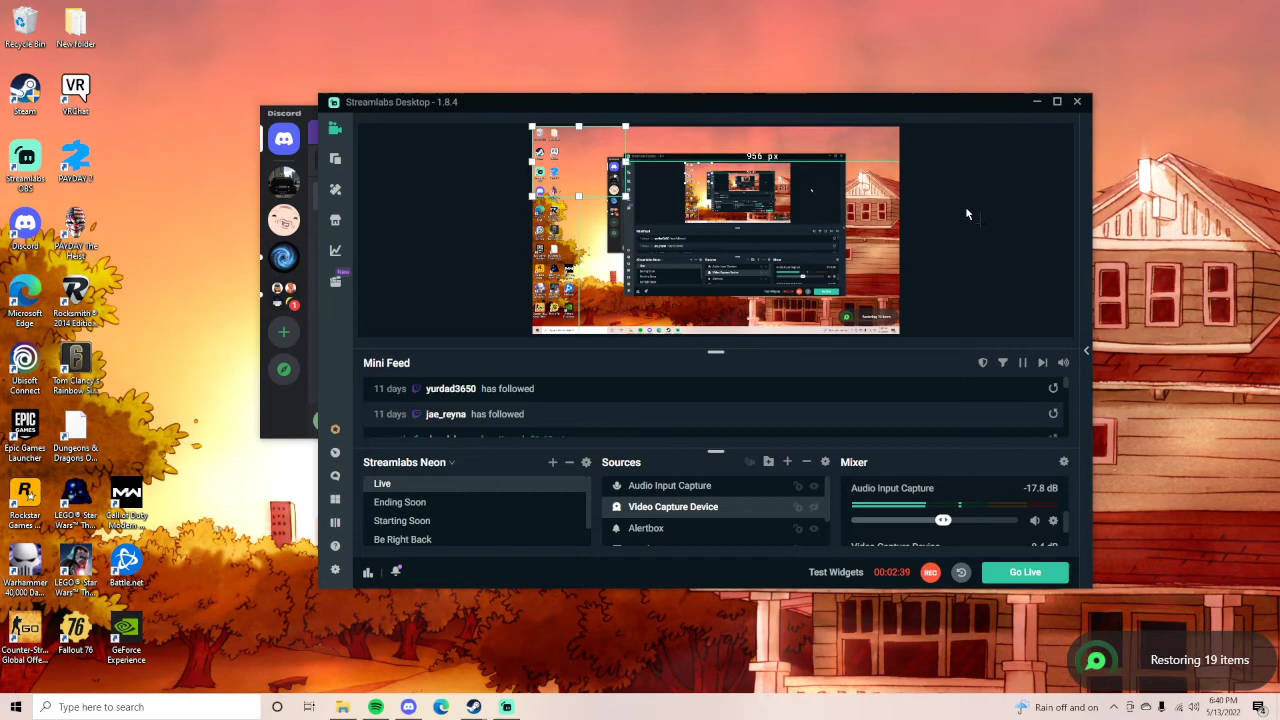 Recycle Bin
New folder
Steam
VRChat
Streamlabs
OBS
PAYDAY 2
Discord
PAYDAY The
Heist
Microsoft
Edge
Rocksmith
2014 Editio...
Ubisoft
Connect
Tom Clancy's
Rainbow Si...
Epic Games
Launcher
Dungeons &
Dragons O...
Rockstar
Games ...
LEGO® Star
Wars™ Th...
Call of Duty
Modern ...
Warhammer
40,000 Da...
LEGO® Star
Wars™ Th...
Battle.net
Counter-Str...
Global Offe...
Fallout 76
GeForce
Experience
Discord
1
Streamlabs Desktop - 1.8.4
New
956 px
Mini Feed
11 days yurdad3650 has followed
11 days jae_reyna has followed
Streamlabs Neon
Live
Ending Soon
Starting Soon
Be Right Back
Sources
Audio Input Capture
Video Capture Device
Alertbox
Mixer
Audio Input Capture -17.8 dB
Test Widgets 00:02:39 REC Go Live
Restoring 19 items
Type here to search
Rain off and on
6:40 PM
5/13/2022
4